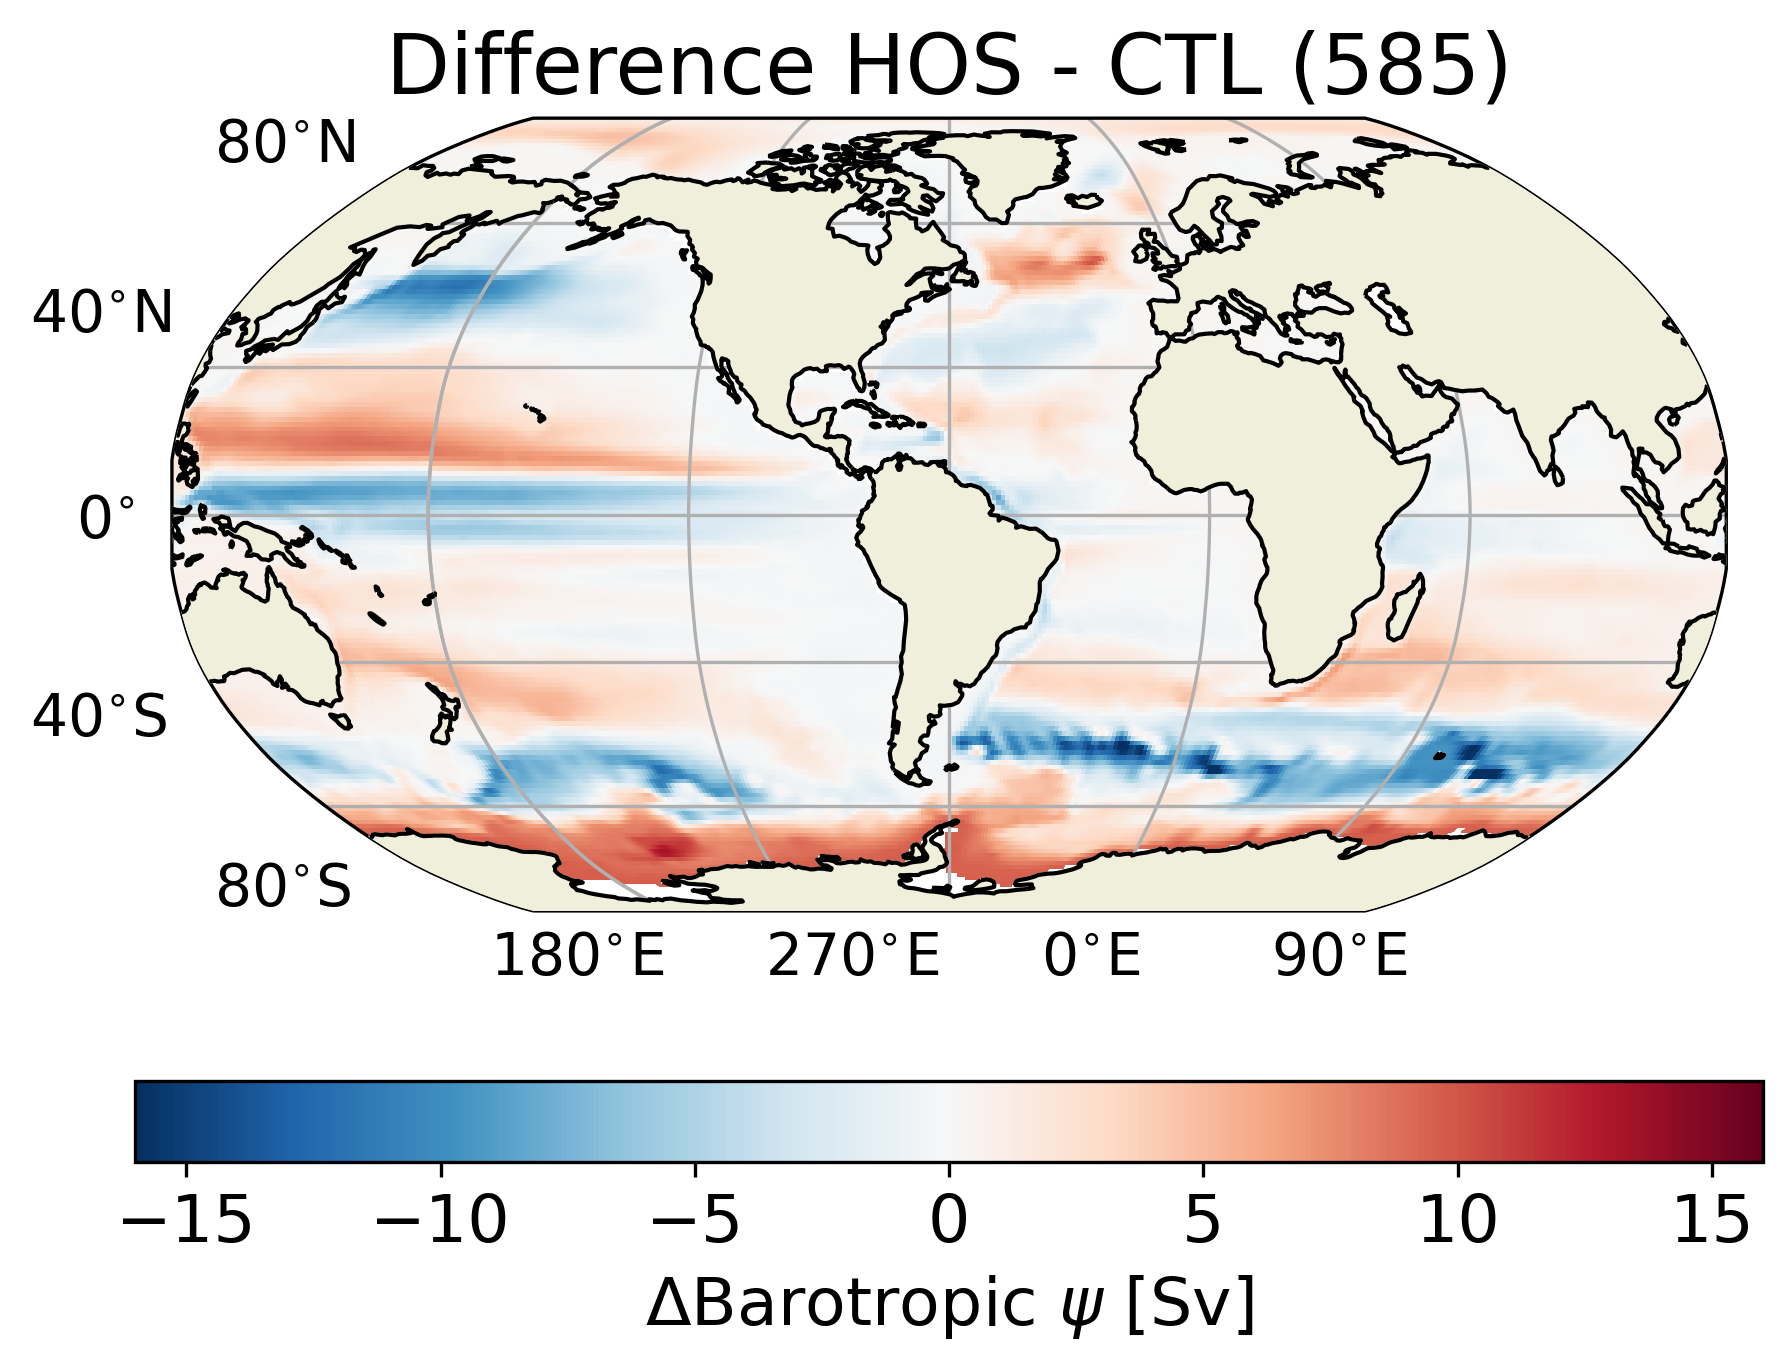 Difference HOS - CTL (585)
80°N
40°N
0°
40°S
80°S
180°E 270°E 0°E 90°E
−15 −10 −5 0 5 10 15
ΔBarotropic ψ [Sv]